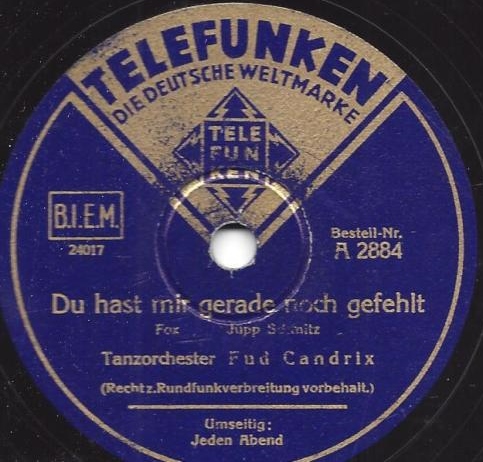 TELEFUNKEN
DIE DEUTSCHE WELTMARKE
TELE
FUN
KEN
B.I.E.M.
24017
Bestell-Nr.
A 2884
Du hast mir gerade noch gefehlt
Fox Jupp Schmitz
Tanzorchester Fud Candrix
(Recht z. Rundfunkverbreitung vorbehalt.)
Umseitig:
Jeden Abend